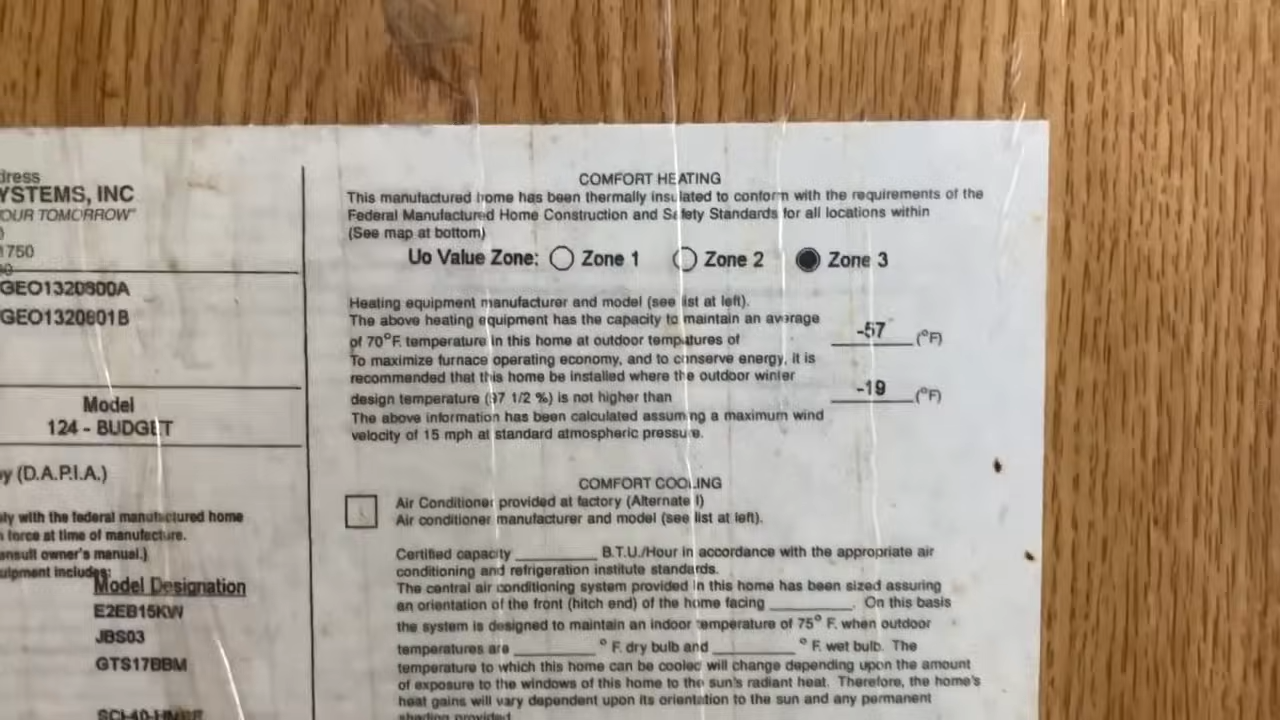 dress
YSTEMS, INC
OUR TOMORROW"
1750
GEO1320800A
GEO1320801B
Model
124 - BUDGET
y (D.A.P.I.A.)
ly with the federal manufactured home
force at time of manufacture.
onsult owner's manual.)
uipment includes:
Model Designation
E2EB15KW
JBS03
GTS17BBM
COMFORT HEATING
This manufactured home has been thermally insulated to conform with the requirements of the
Federal Manufactured Home Construction and Safety Standards for all locations within
(See map at bottom)
Uo Value Zone: Zone 1 Zone 2 Zone 3
Heating equipment manufacturer and model (see list at left).
The above heating equipment has the capacity to maintain an average
of 70°F. temperature in this home at outdoor tempatures of -57 (°F)
To maximize furnace operating economy, and to conserve energy, it is
recommended that this home be installed where the outdoor winter
design temperature (97 1/2 %) is not higher than -19 (°F)
The above information has been calculated assuming a maximum wind
velocity of 15 mph at standard atmospheric pressure.
COMFORT COOLING
Air Conditioner provided at factory (Alternate I)
Air conditioner manufacturer and model (see list at left).
Certified capacity ________ B.T.U./Hour in accordance with the appropriate air
conditioning and refrigeration institute standards.
The central air conditioning system provided in this home has been sized assuring
an orientation of the front (hitch end) of the home facing ________. On this basis
the system is designed to maintain an indoor temperature of 75° F. when outdoor
temperatures are ________ ° F. dry bulb and ________ ° F. wet bulb. The
temperature to which this home can be cooled will change depending upon the amount
of exposure to the windows of this home to the sun's radiant heat. Therefore, the home's
heat gains will vary dependent upon its orientation to the sun and any permanent
shading provided.